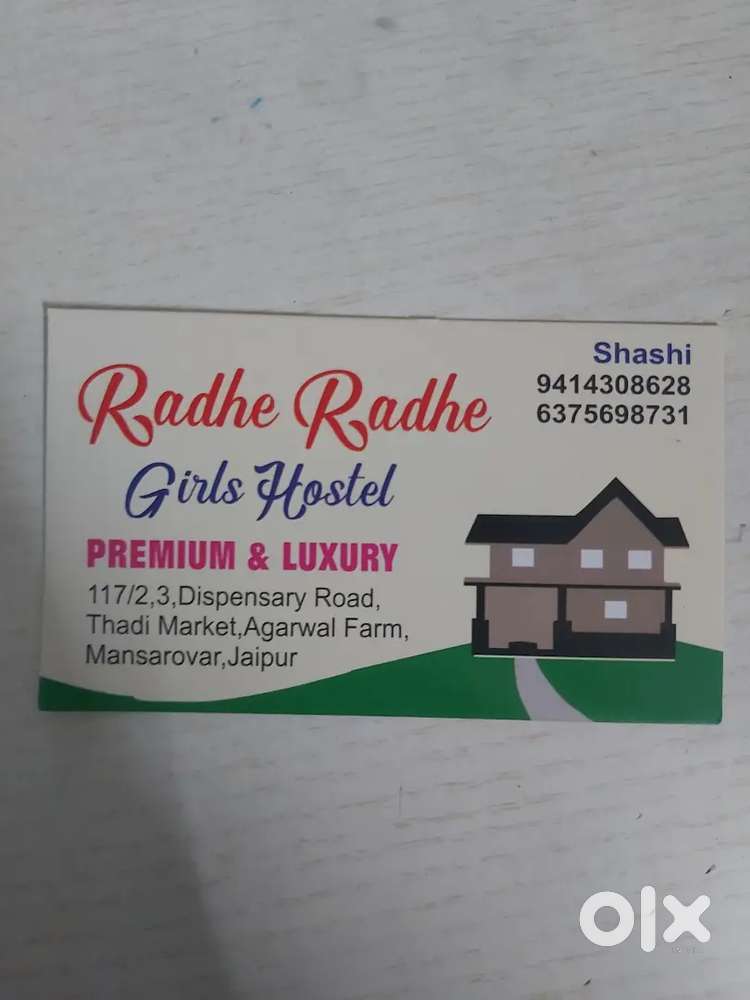 Radhe Radhe
Girls Hostel
PREMIUM & LUXURY
117/2,3,Dispensary Road,
Thadi Market,Agarwal Farm,
Mansarovar,Jaipur
Shashi
9414308628
6375698731
olx